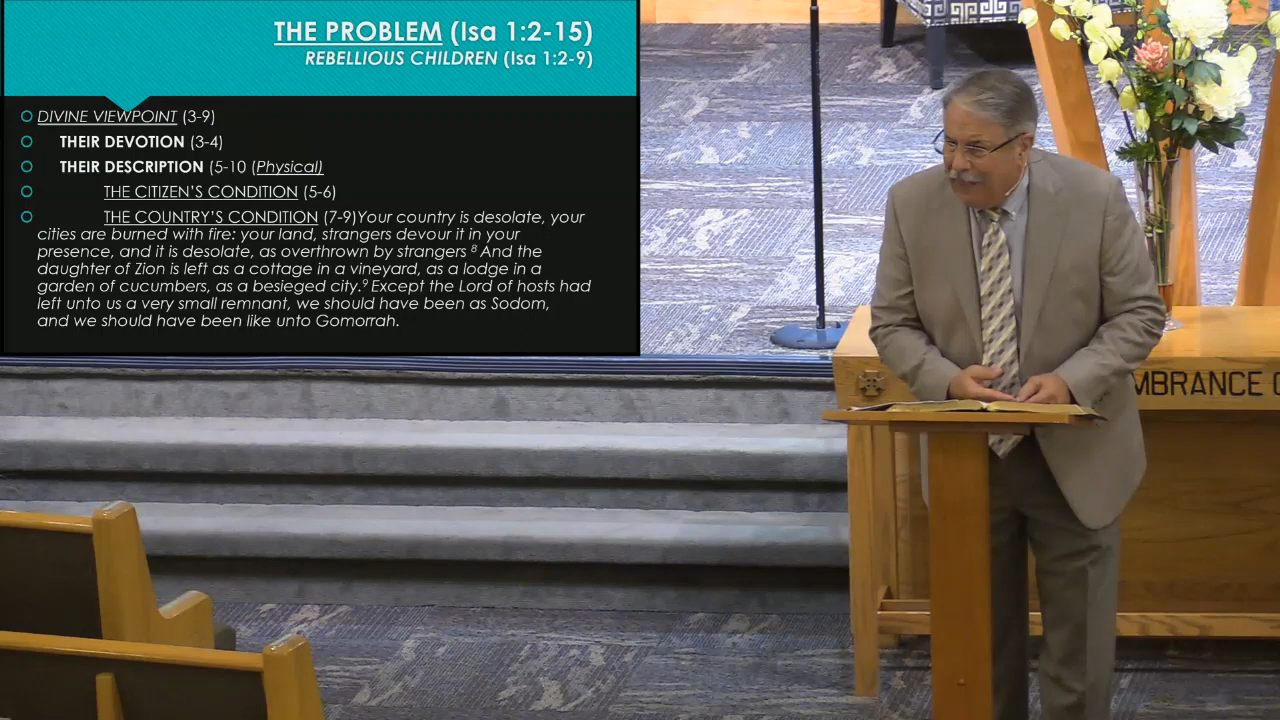 THE PROBLEM (Isa 1:2-15)
REBELLIOUS CHILDREN (Isa 1:2-9)
DIVINE VIEWPOINT (3-9)
THEIR DEVOTION (3-4)
THEIR DESCRIPTION (5-10 (Physical)
THE CITIZEN'S CONDITION (5-6)
THE COUNTRY'S CONDITION (7-9)Your country is desolate, your
cities are burned with fire: your land, strangers devour it in your
presence, and it is desolate, as overthrown by strangers 8 And the
daughter of Zion is left as a cottage in a vineyard, as a lodge in a
garden of cucumbers, as a besieged city.9 Except the Lord of hosts had
left unto us a very small remnant, we should have been as Sodom,
and we should have been like unto Gomorrah.
MBRANCE